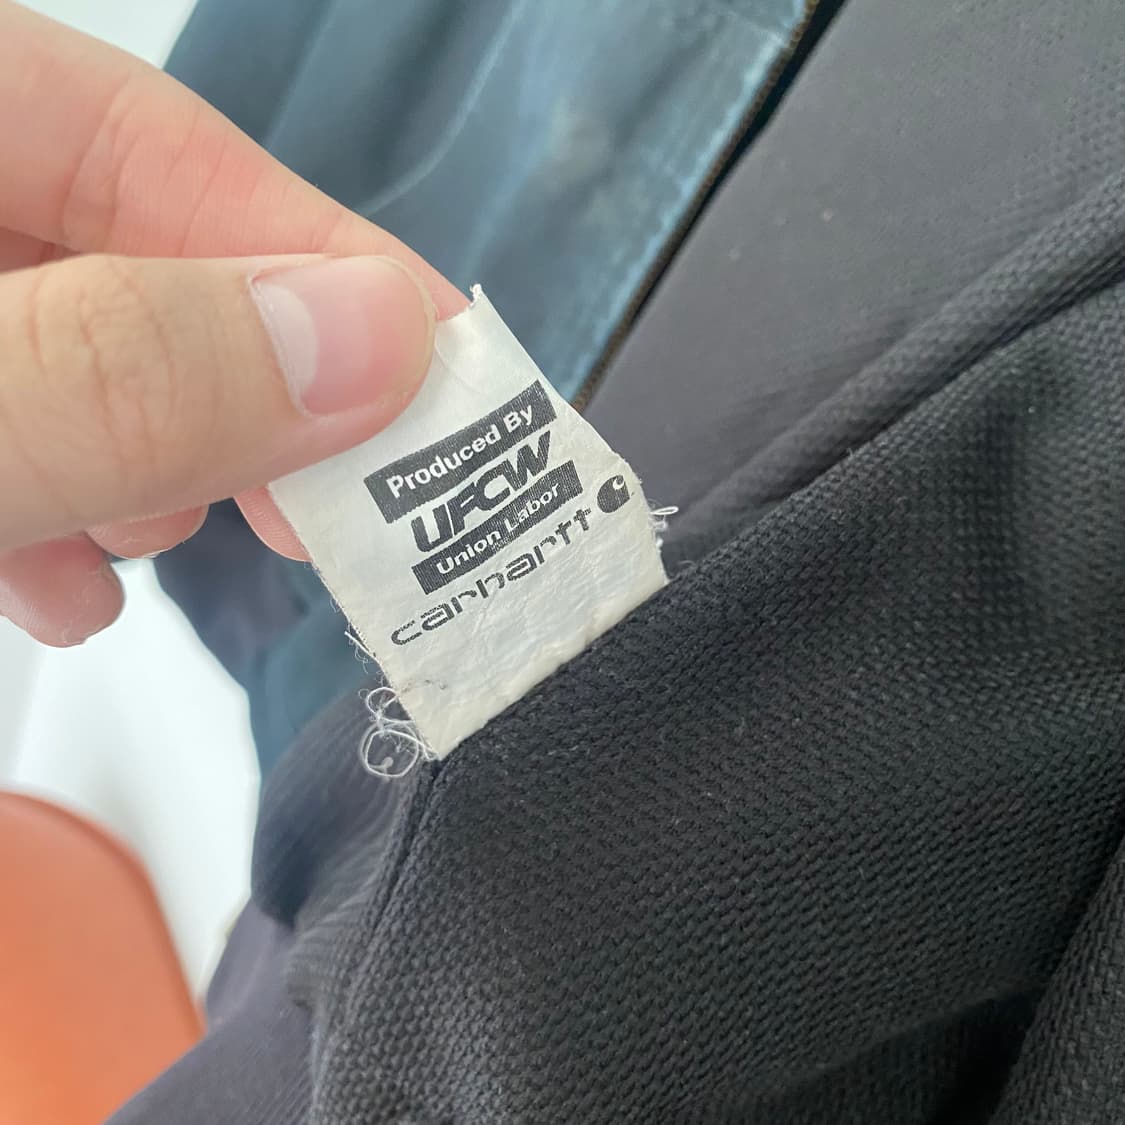 Produced By
UFCW
Union Labor
carhartt